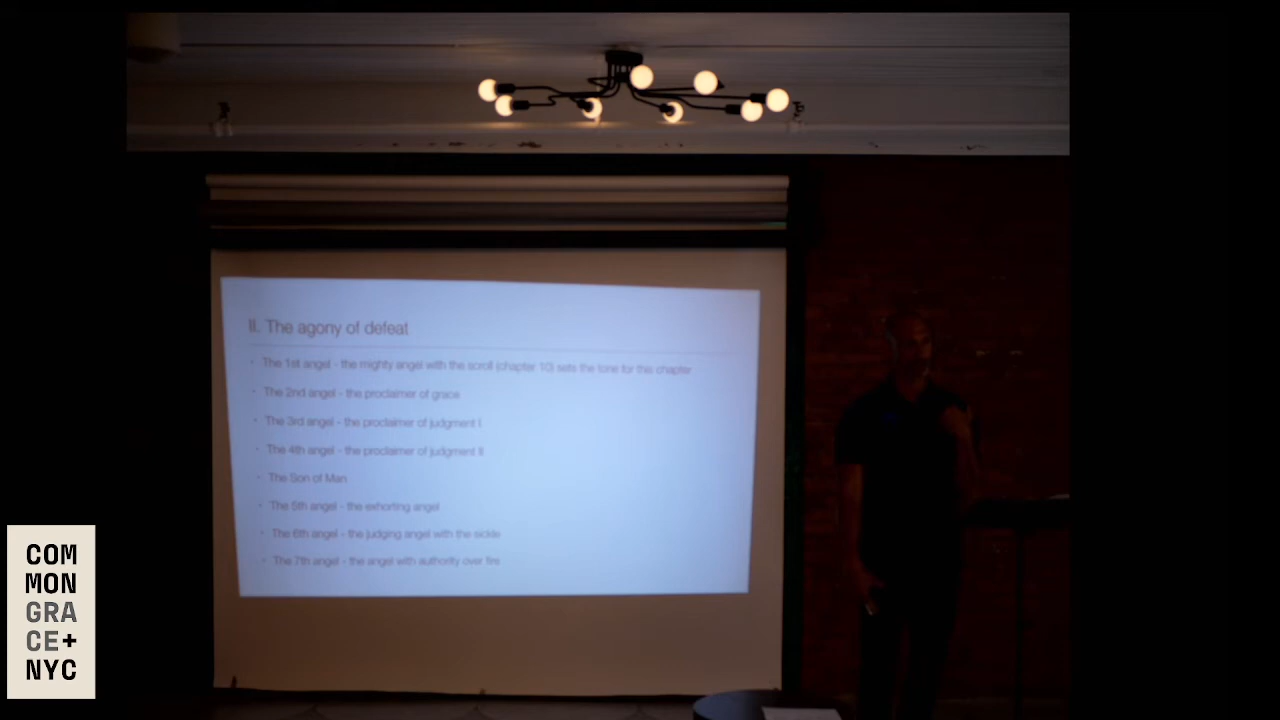 II. The agony of defeat
The 1st angel - the mighty angel with the scroll (chapter 10) sets the tone for this chapter
The 2nd angel - the proclaimer of grace
The 3rd angel - the proclaimer of judgment I
The 4th angel - the proclaimer of judgment II
The Son of Man
The 5th angel - the exhorting angel
The 6th angel - the judging angel with the sickle
The 7th angel - the angel with authority over fire
COM
MON
GRA
CE+
NYC